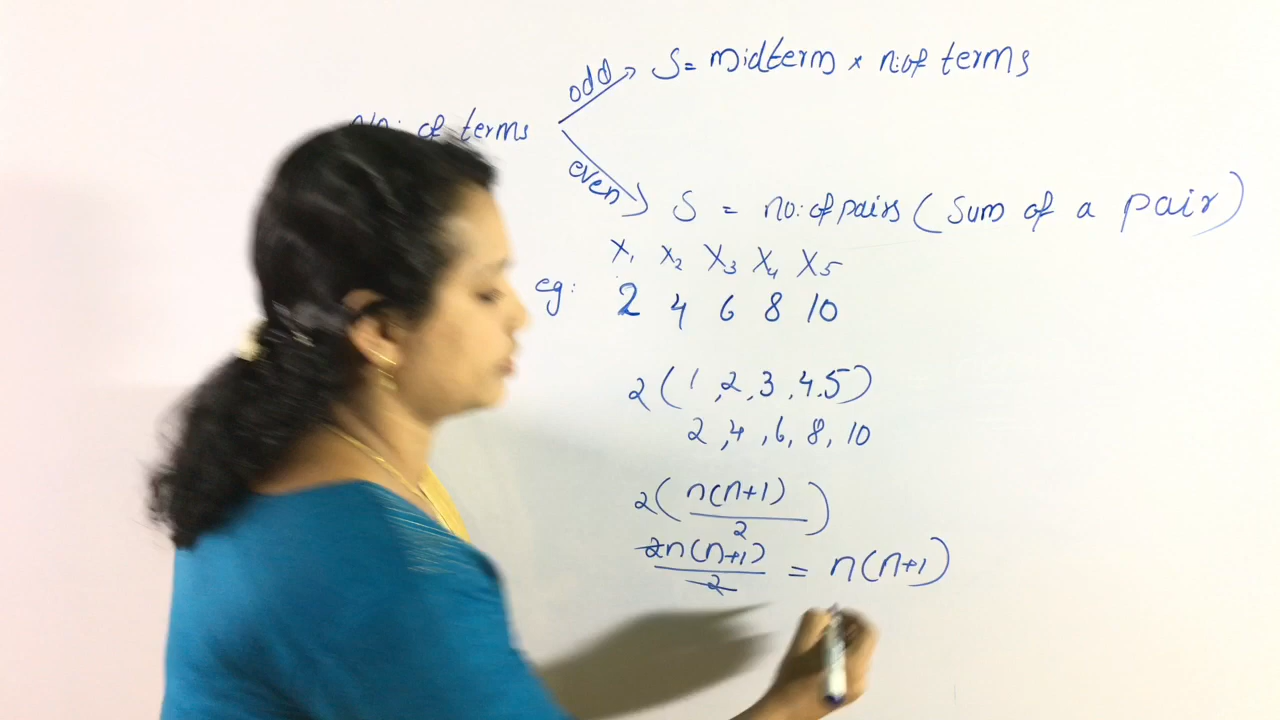 odd S = midterm × n:of terms
no: of terms
even S = no: of pairs ( Sum of a pair )
X₁ X₂ X₃ X₄ X₅
eg: 2 4 6 8 10
2 ( 1 , 2 , 3 , 4 , 5 )
2 , 4 , 6 , 8 , 10
2 ( n(n+1) / 2 )
2n(n+1) / 2 = n(n+1)